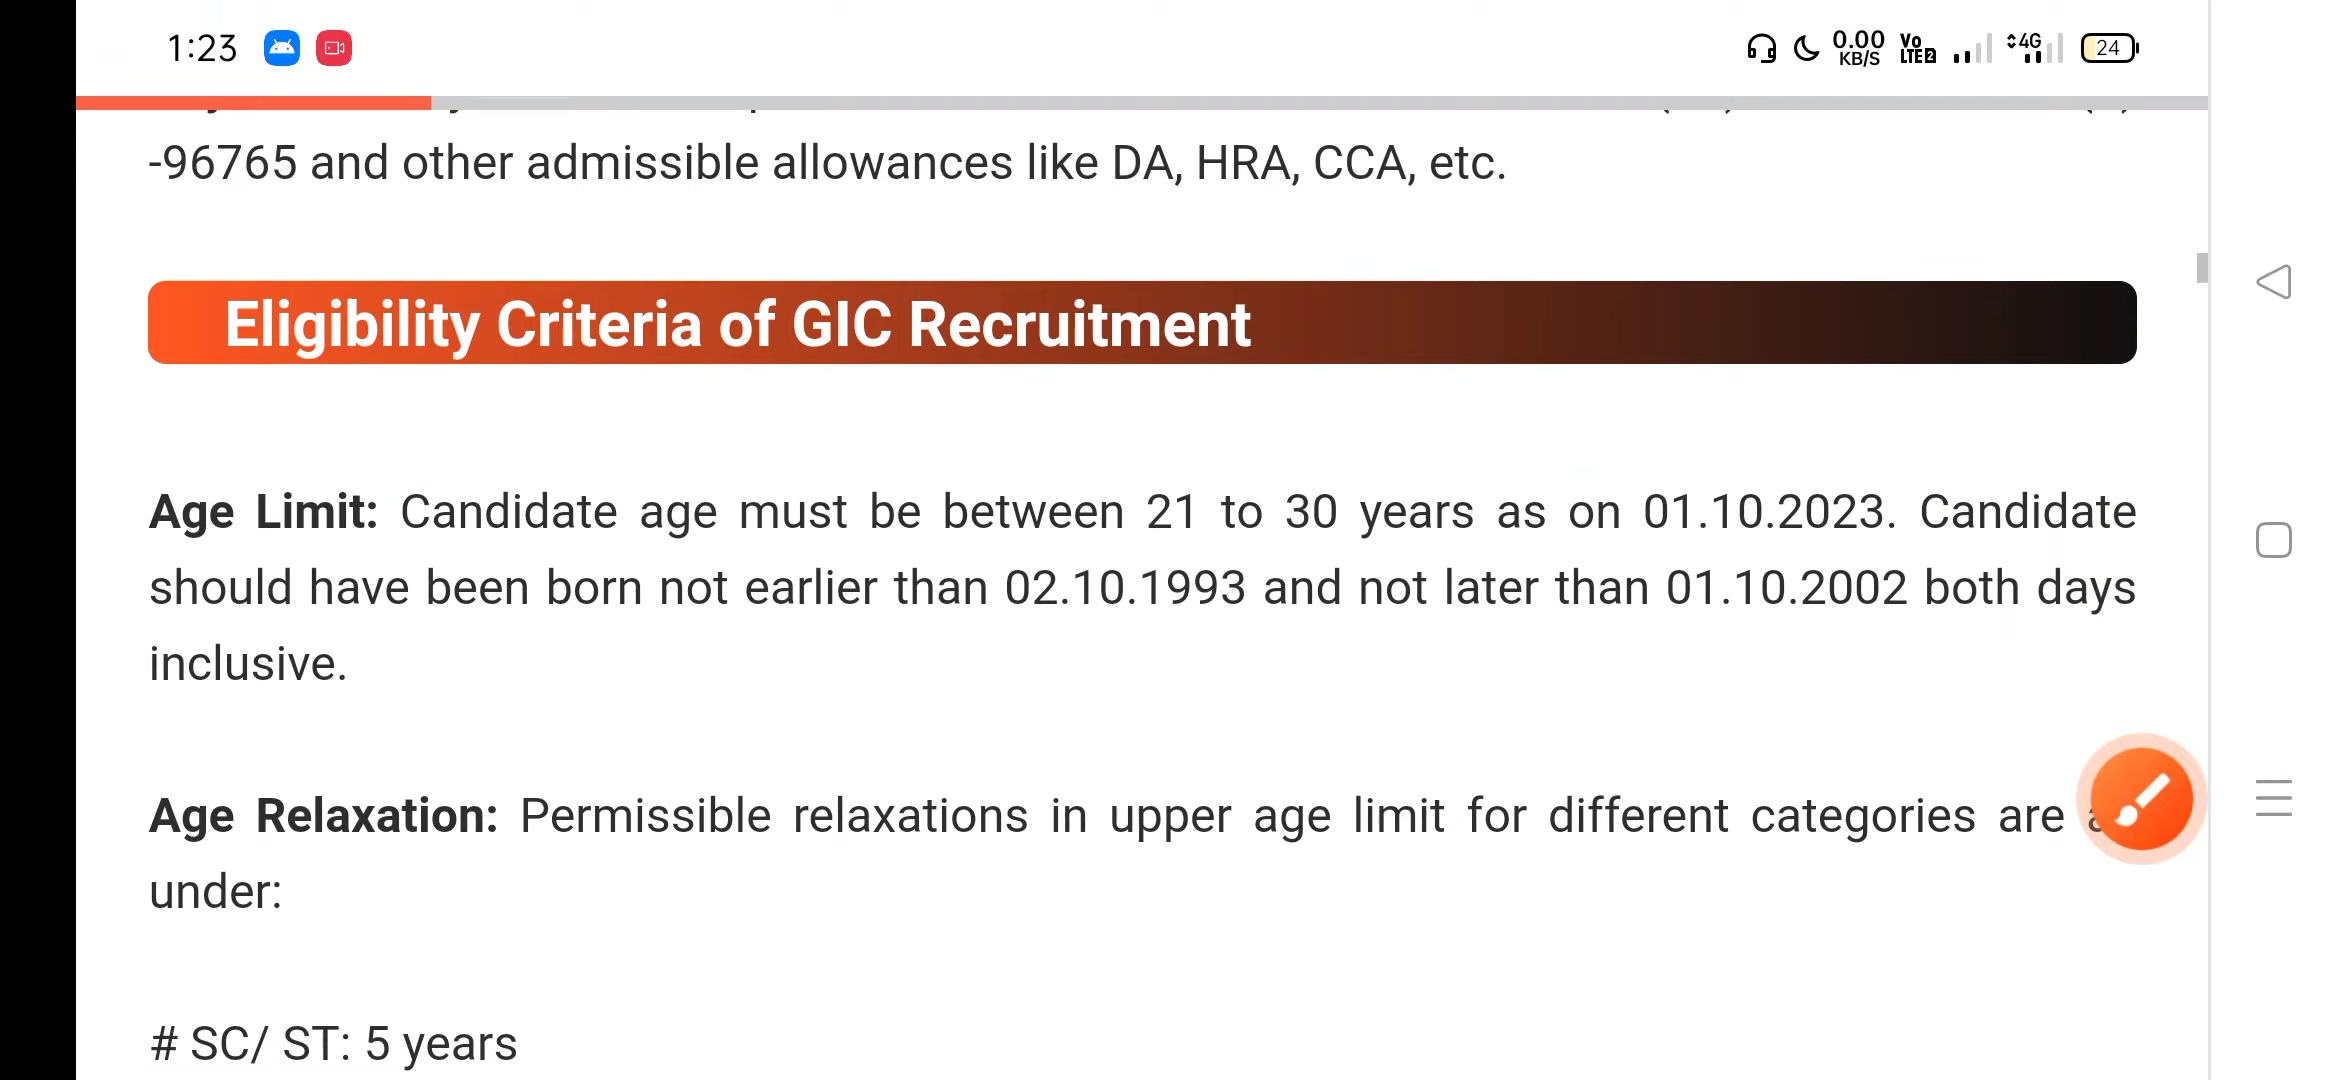 1:23
0.00
KB/S
Vo
LTE 2
4G
24
-96765 and other admissible allowances like DA, HRA, CCA, etc.
Eligibility Criteria of GIC Recruitment
Age Limit: Candidate age must be between 21 to 30 years as on 01.10.2023. Candidate
should have been born not earlier than 02.10.1993 and not later than 01.10.2002 both days
inclusive.
Age Relaxation: Permissible relaxations in upper age limit for different categories are
under:
# SC/ ST: 5 years